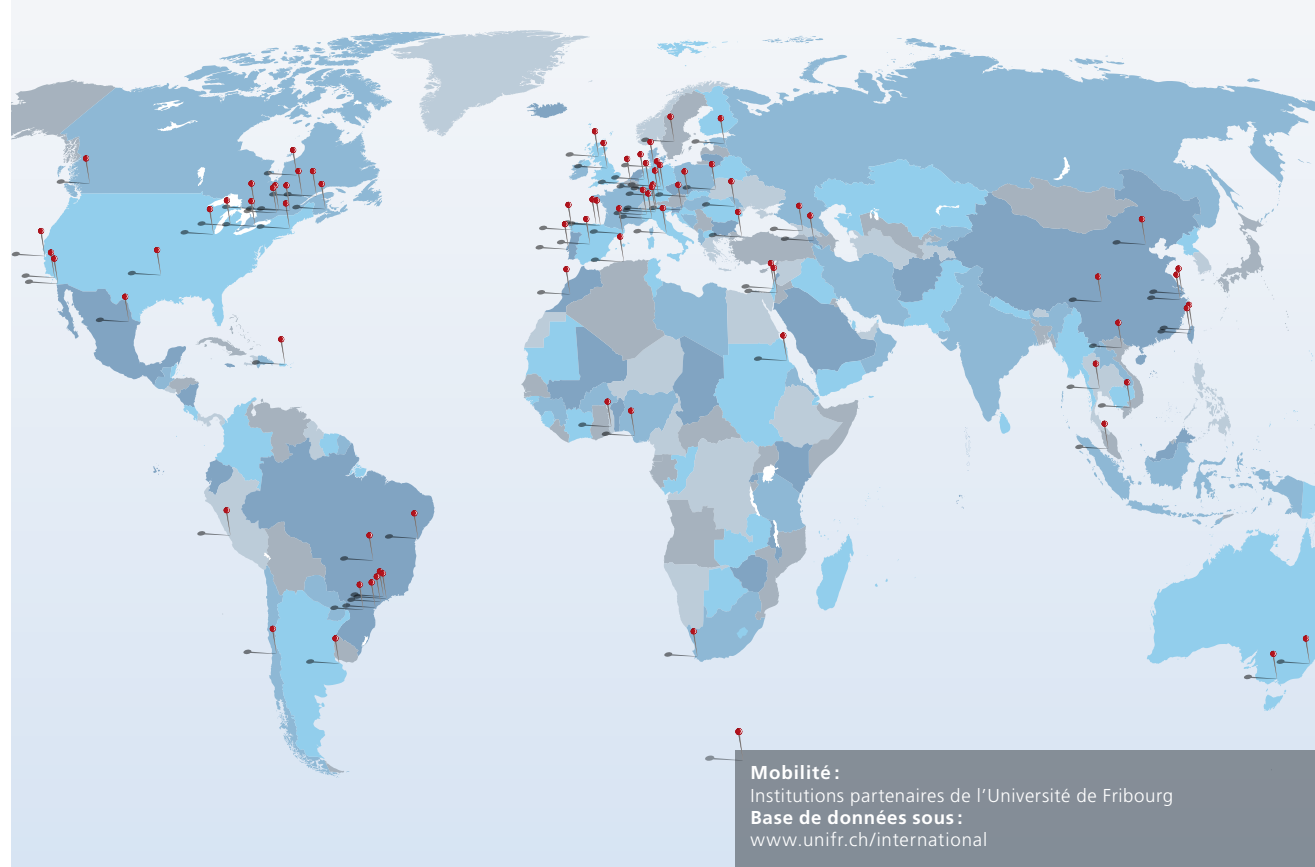 Mobilité :
Institutions partenaires de l’Université de Fribourg
Base de données sous :
www.unifr.ch/international